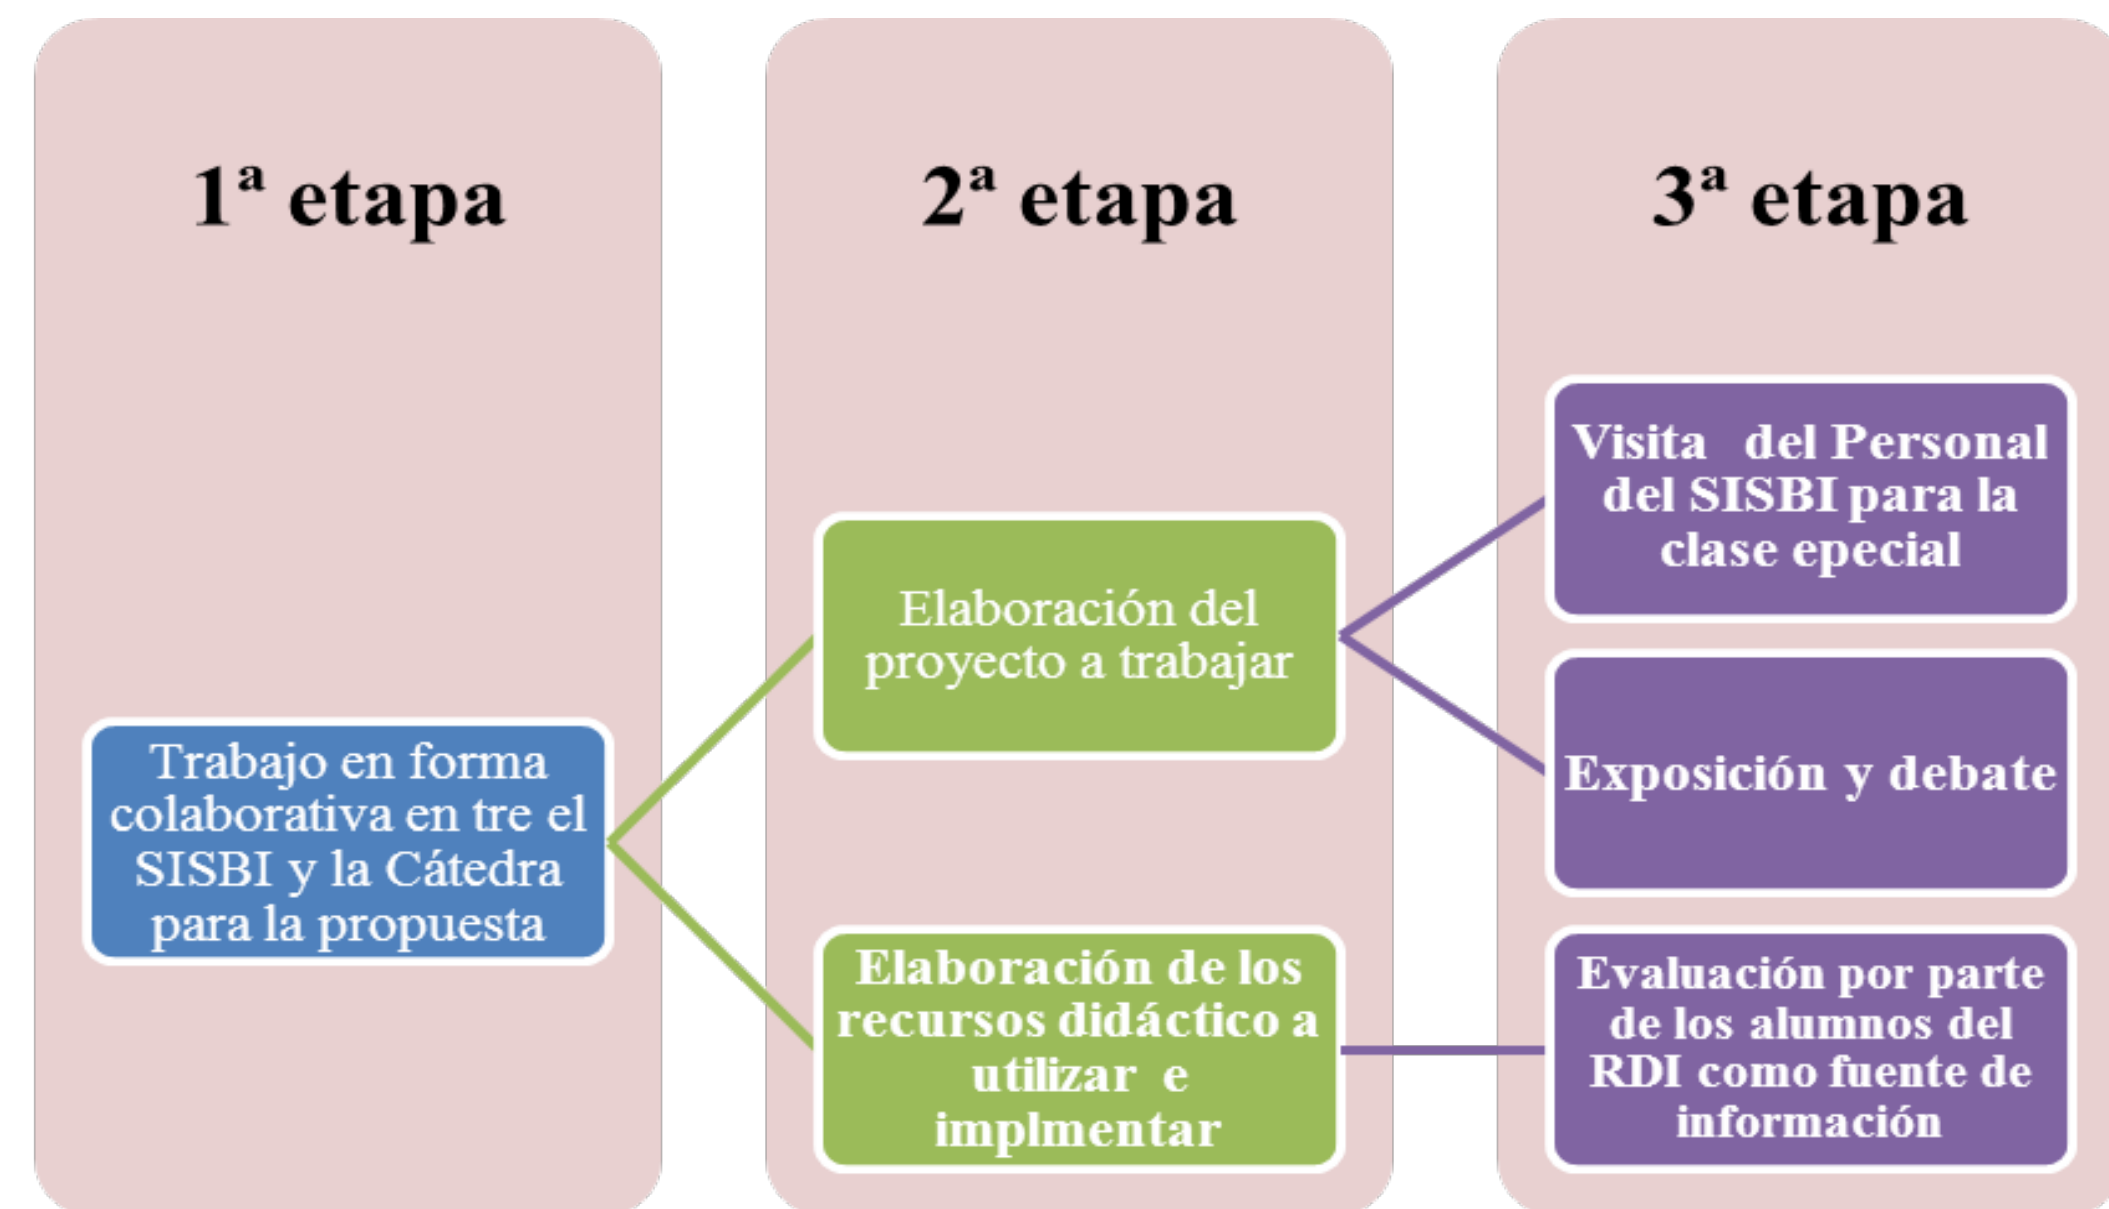 1ª etapa
2ª etapa
3ª etapa
Trabajo en forma
colaborativa en tre el
SISBI y la Cátedra
para la propuesta
Elaboración del
proyecto a trabajar
Elaboración de los
recursos didáctico a
utilizar e
implmentar
Visita del Personal
del SISBI para la
clase epecial
Exposición y debate
Evaluación por parte
de los alumnos del
RDI como fuente de
información